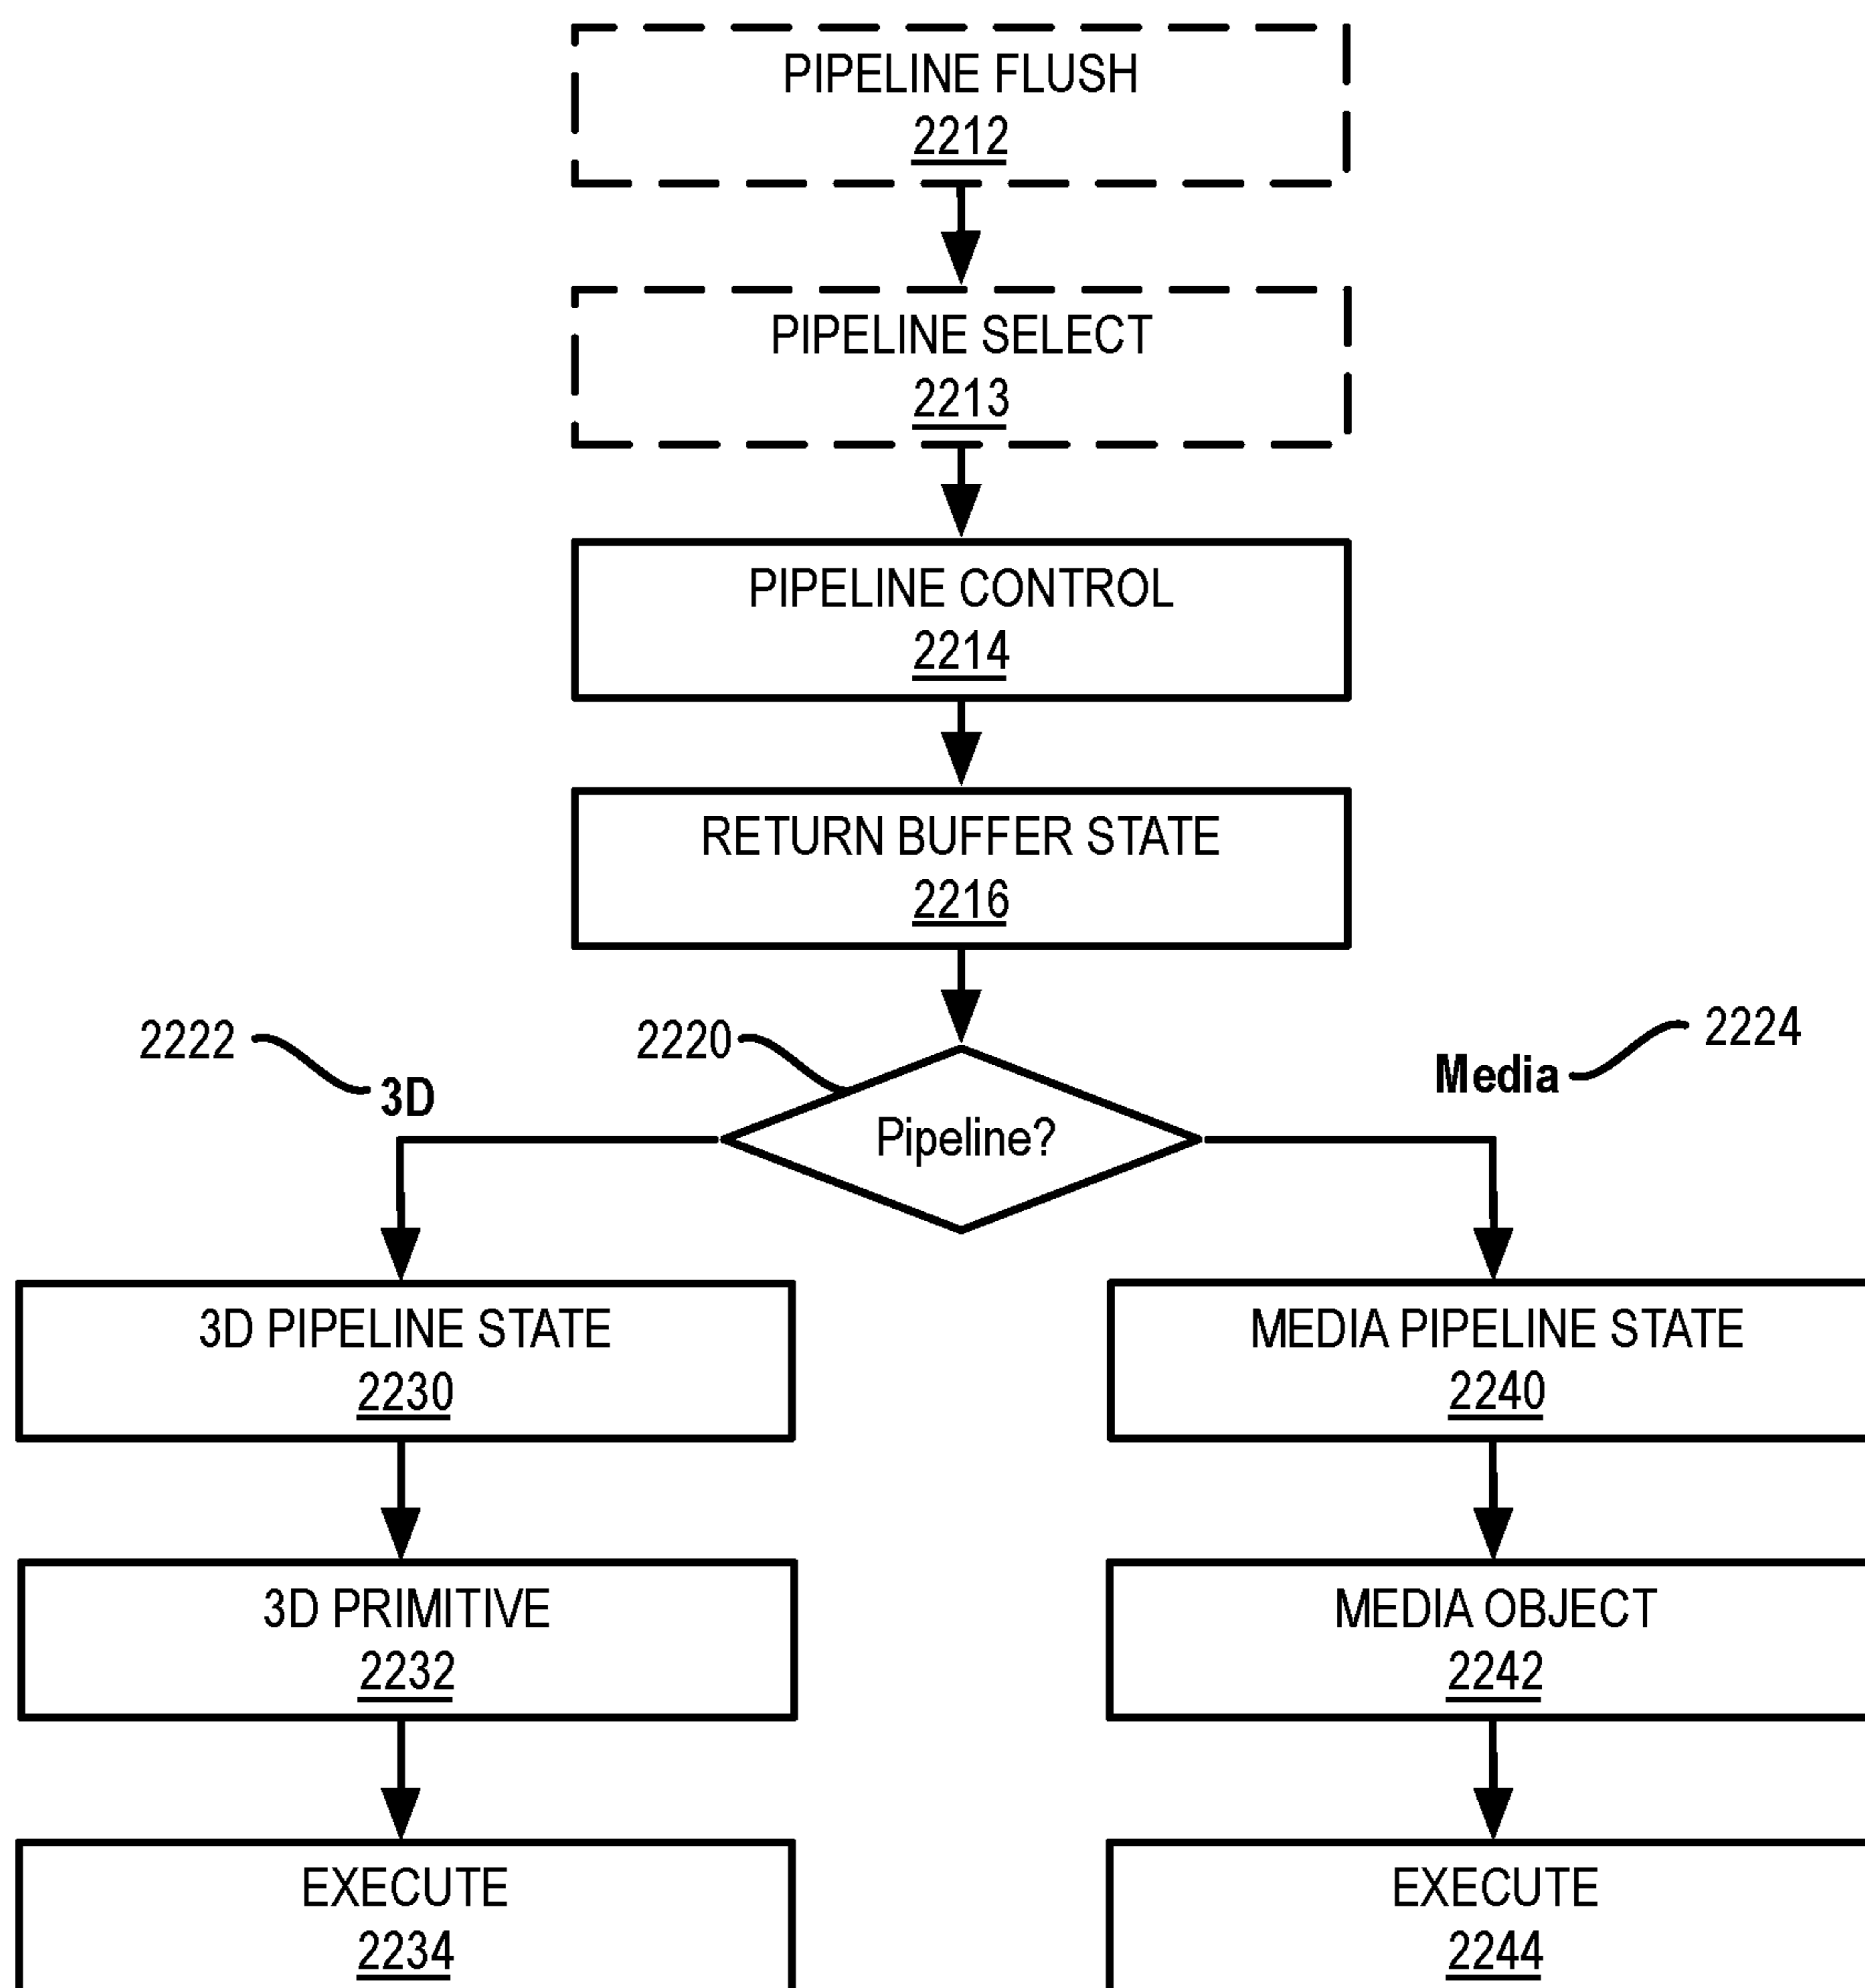 PIPELINE FLUSH
2212
PIPELINE SELECT
2213
PIPELINE CONTROL
2214
RETURN BUFFER STATE
2216
2222
2220
2224
3D
Media
Pipeline?
3D PIPELINE STATE
2230
MEDIA PIPELINE STATE
2240
3D PRIMITIVE
2232
MEDIA OBJECT
2242
EXECUTE
2234
EXECUTE
2244